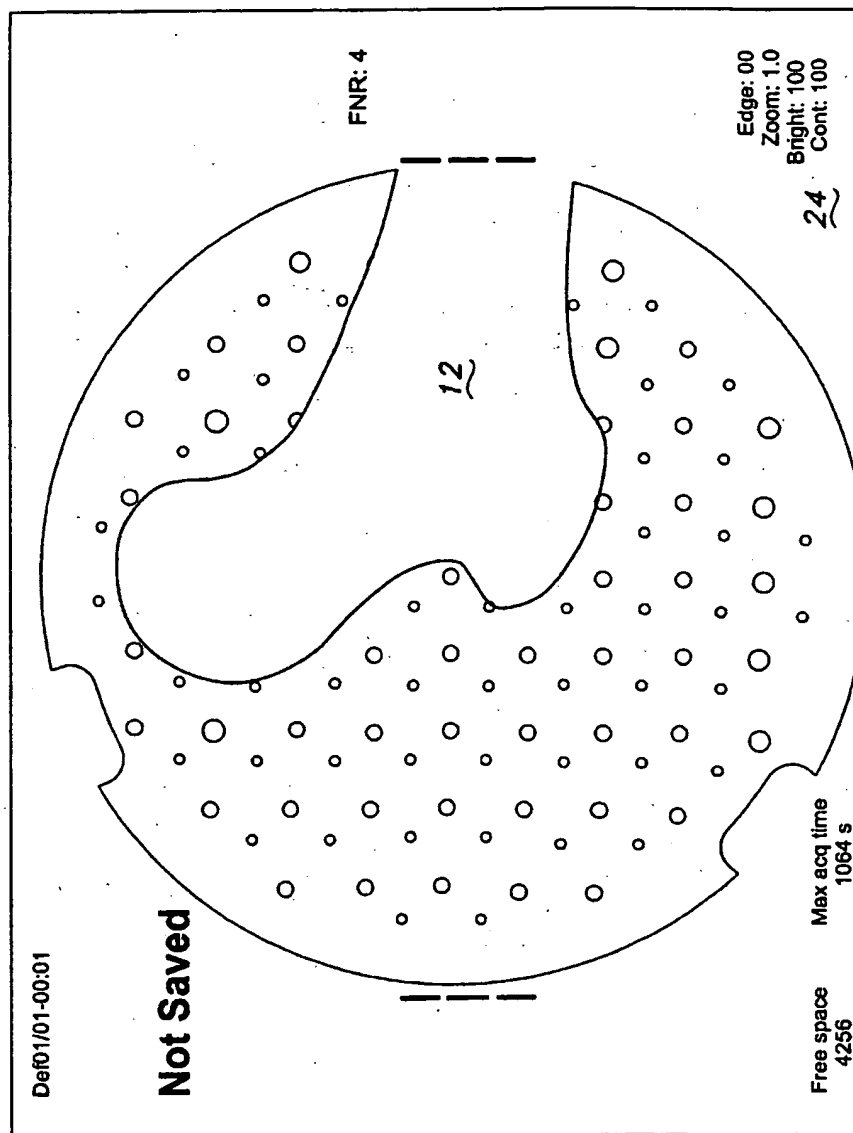 Def01/01-00:01
Not Saved
FNR: 4
12
Edge: 00
Zoom: 1.0
Bright: 100
Cont: 100
24
Free space
4256
Max acq time
1064 s